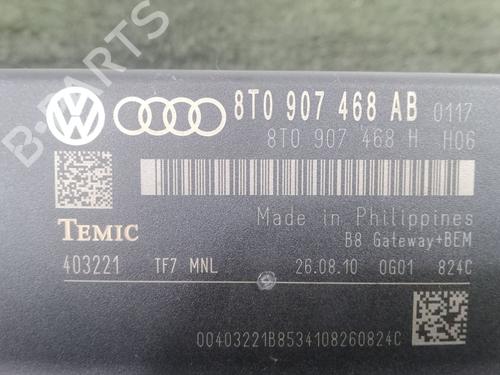 B-PARTS
8T0 907 468 AB 0117
8T0 907 468 H H06
Made in Philippines
B8 Gateway+BEM
TEMIC
403221 TF7 MNL 26.08.10 0G01 824C
00403221B8534108260824C